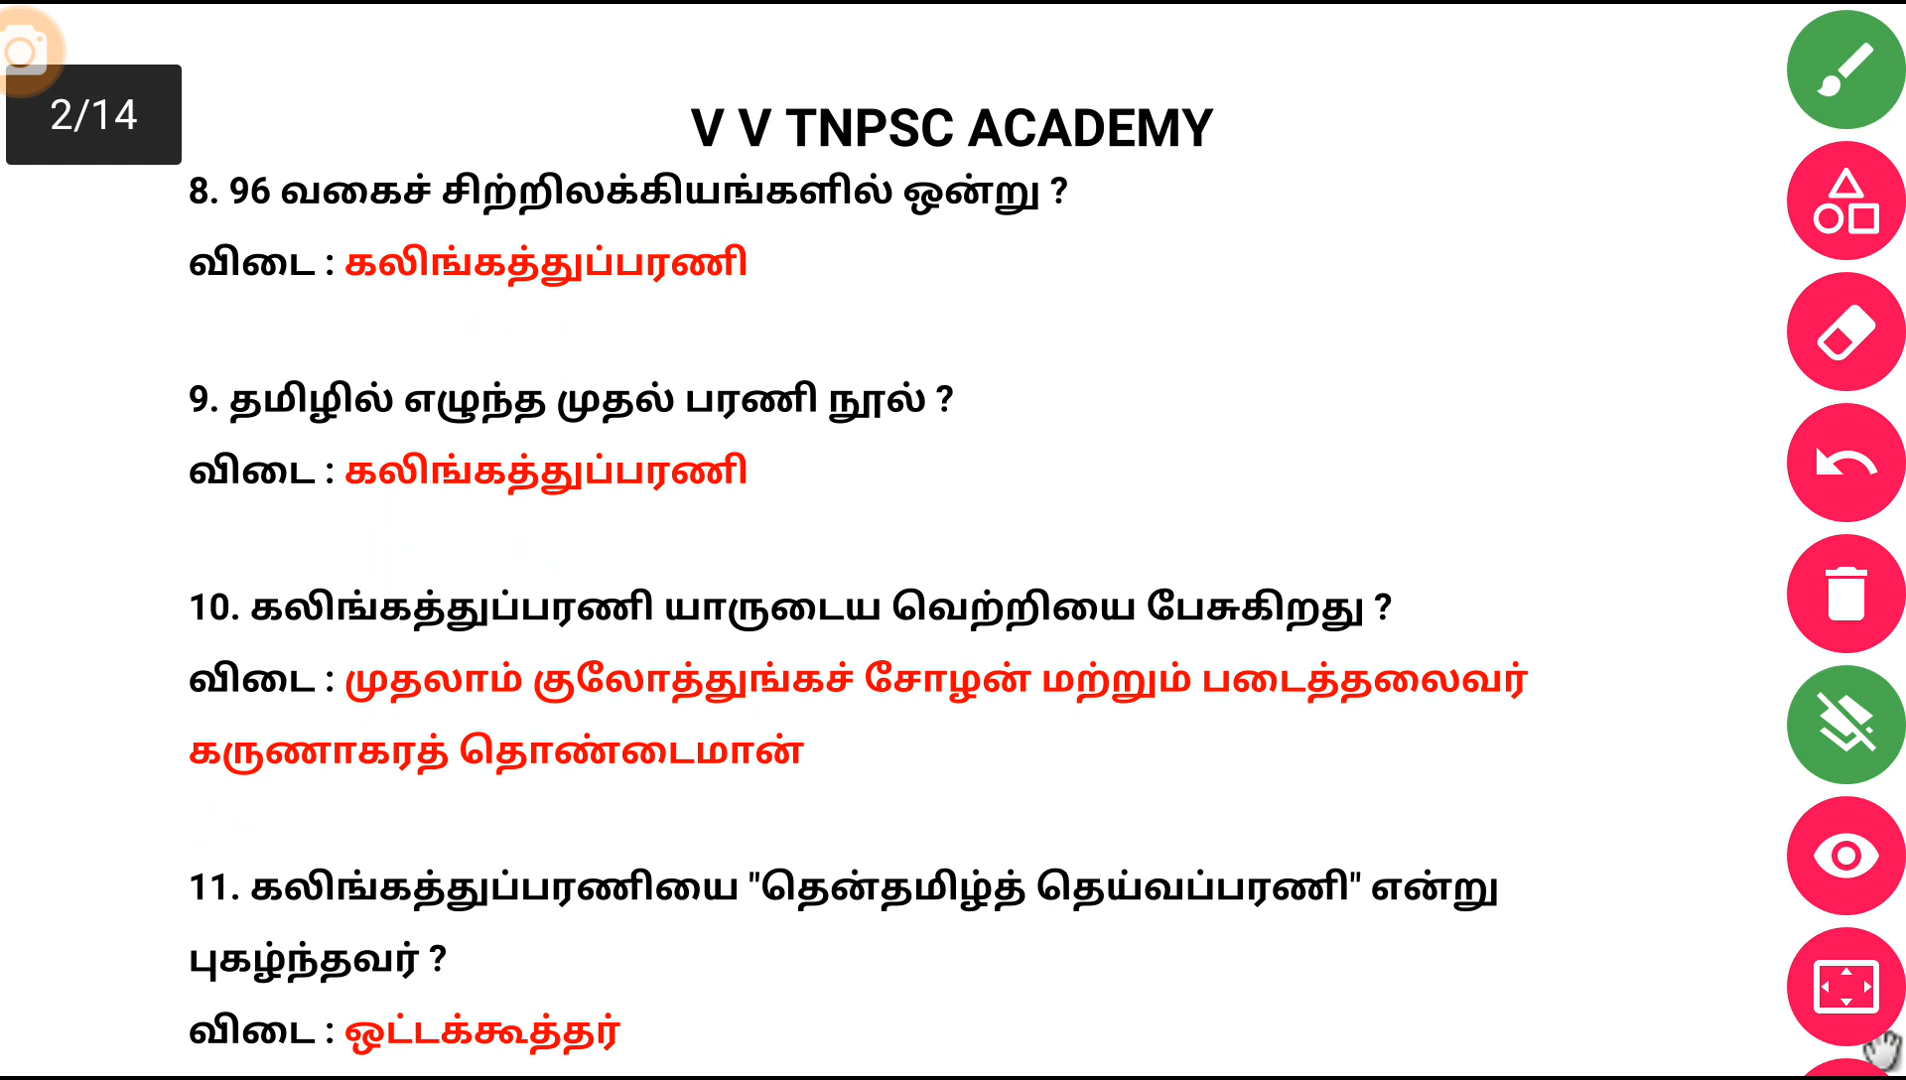 2/14
V V TNPSC ACADEMY
8. 96 வகைச் சிற்றிலக்கியங்களில் ஒன்று ?
விடை : கலிங்கத்துப்பரணி
9. தமிழில் எழுந்த முதல் பரணி நூல் ?
விடை : கலிங்கத்துப்பரணி
10. கலிங்கத்துப்பரணி யாருடைய வெற்றியை பேசுகிறது ?
விடை : முதலாம் குலோத்துங்கச் சோழன் மற்றும் படைத்தலைவர்
கருணாகரத் தொண்டைமான்
11. கலிங்கத்துப்பரணியை "தென்தமிழ்த் தெய்வப்பரணி" என்று
புகழ்ந்தவர் ?
விடை : ஒட்டக்கூத்தர்